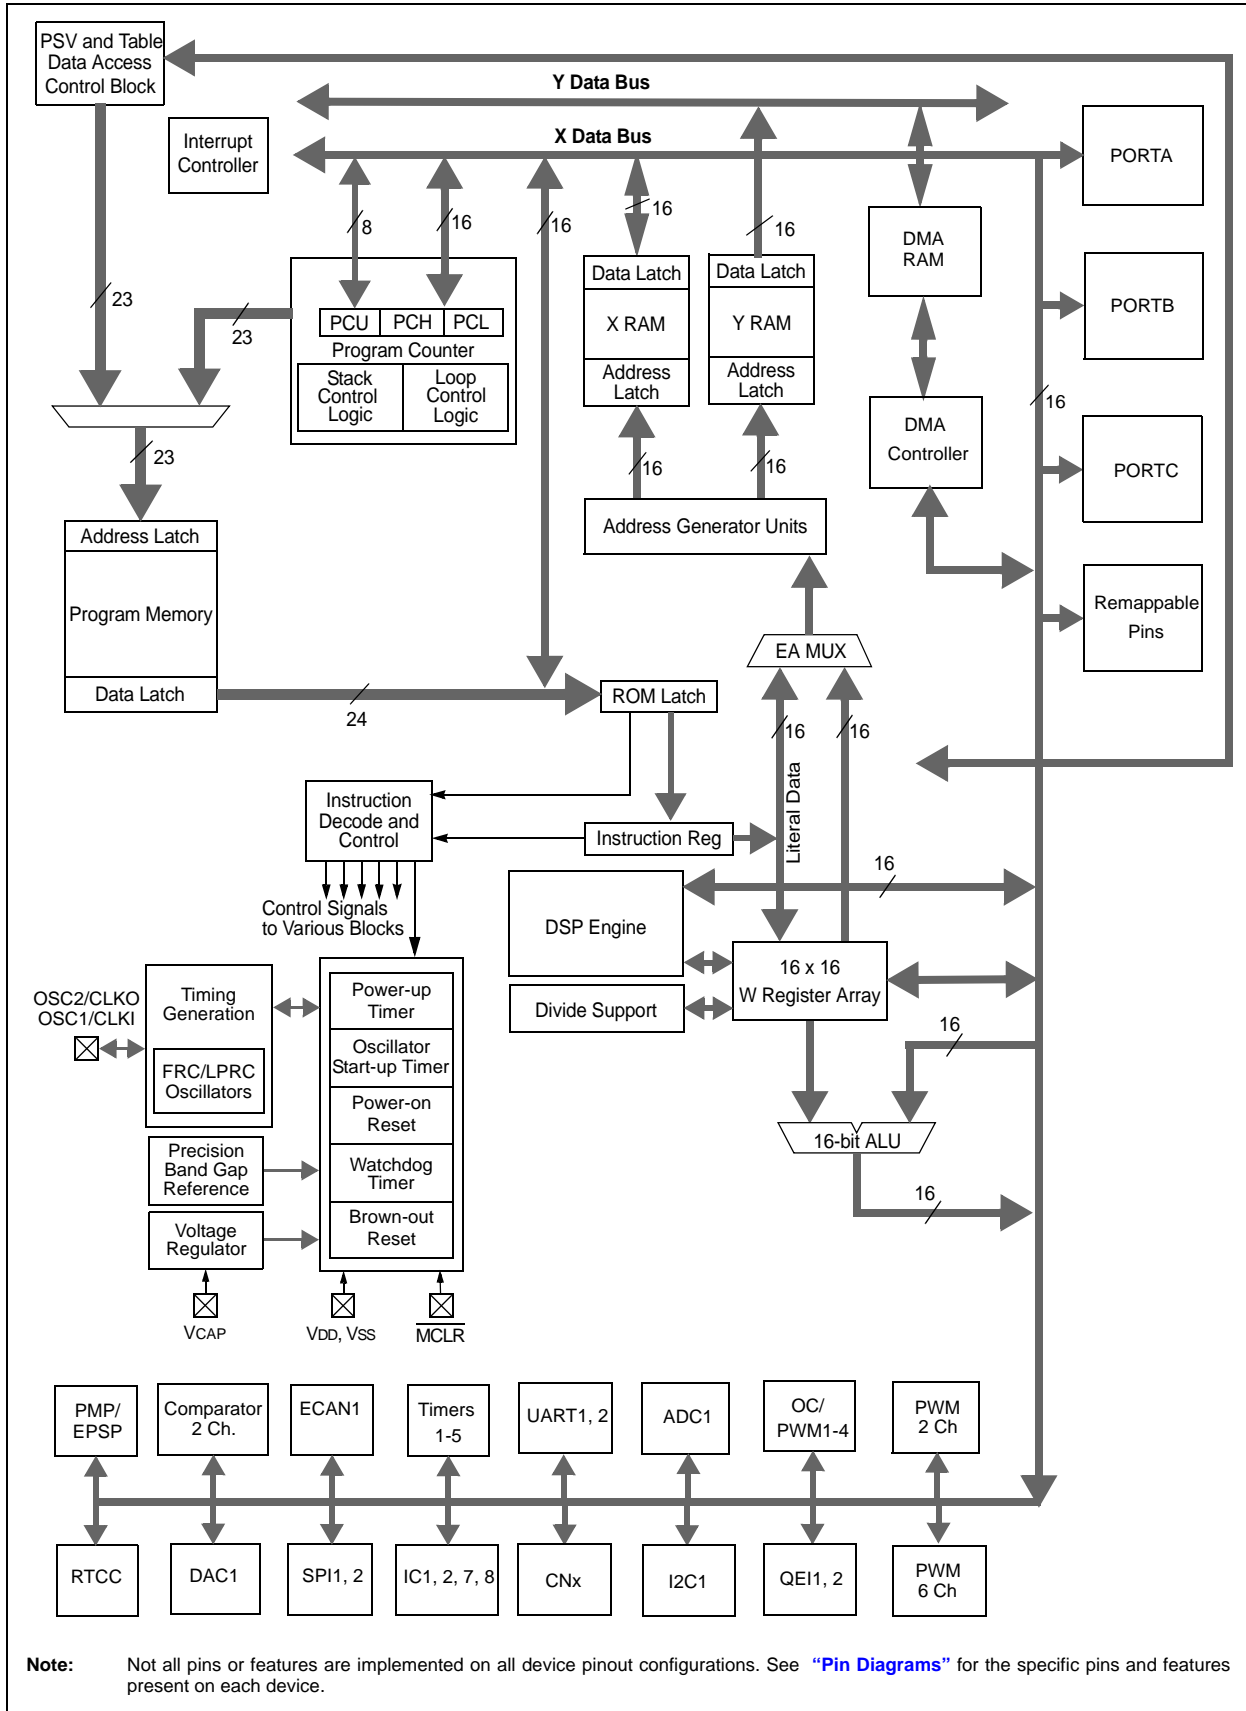 PSV and Table
Data Access
Control Block
Y Data Bus
Interrupt
Controller
X Data Bus
PORTA
8
16
16
16
16
DMA
RAM
Data Latch
Data Latch
23
23
PCU
PCH
PCL
X RAM
Y RAM
PORTB
Program Counter
Stack
Control
Logic
Loop
Control
Logic
Address
Latch
Address
Latch
16
DMA
Controller
23
16
16
PORTC
Address Latch
Address Generator Units
Program Memory
Remappable
Pins
EA MUX
Data Latch
24
ROM Latch
16
16
Instruction
Decode and
Control
Literal Data
Instruction Reg
16
Control Signals
to Various Blocks
DSP Engine
16 x 16
W Register Array
Divide Support
OSC2/CLKO
OSC1/CLKI
Timing
Generation
FRC/LPRC
Oscillators
Power-up
Timer
Oscillator
Start-up Timer
Power-on
Reset
Watchdog
Timer
Brown-out
Reset
16
16-bit ALU
Precision
Band Gap
Reference
16
Voltage
Regulator
VCAP
VDD, VSS
MCLR
PMP/
EPSP
Comparator
2 Ch.
ECAN1
Timers
1-5
UART1, 2
ADC1
OC/
PWM1-4
PWM
2 Ch
RTCC
DAC1
SPI1, 2
IC1, 2, 7, 8
CNx
I2C1
QEI1, 2
PWM
6 Ch
Note: Not all pins or features are implemented on all device pinout configurations. See “Pin Diagrams” for the specific pins and features
present on each device.